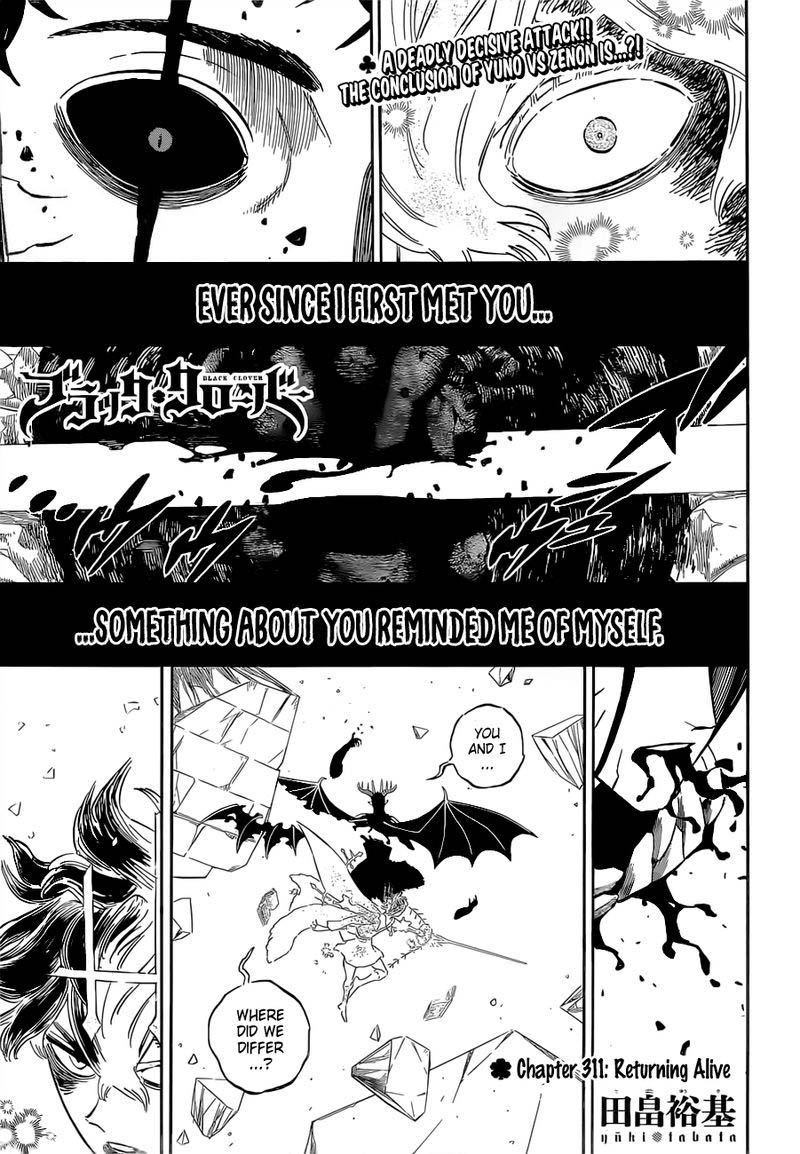 ♣ A DEADLY DECISIVE ATTACK!!
THE CONCLUSION OF YUNO VS ZENON IS...?!
EVER SINCE I FIRST MET YOU...
BLACK CLOVER
ブラッククローバー
...SOMETHING ABOUT YOU REMINDED ME OF MYSELF.
YOU
AND I
...
WHERE
DID WE
DIFFER
...?
♣ Chapter 311: Returning Alive
田畠裕基
yūki tabata